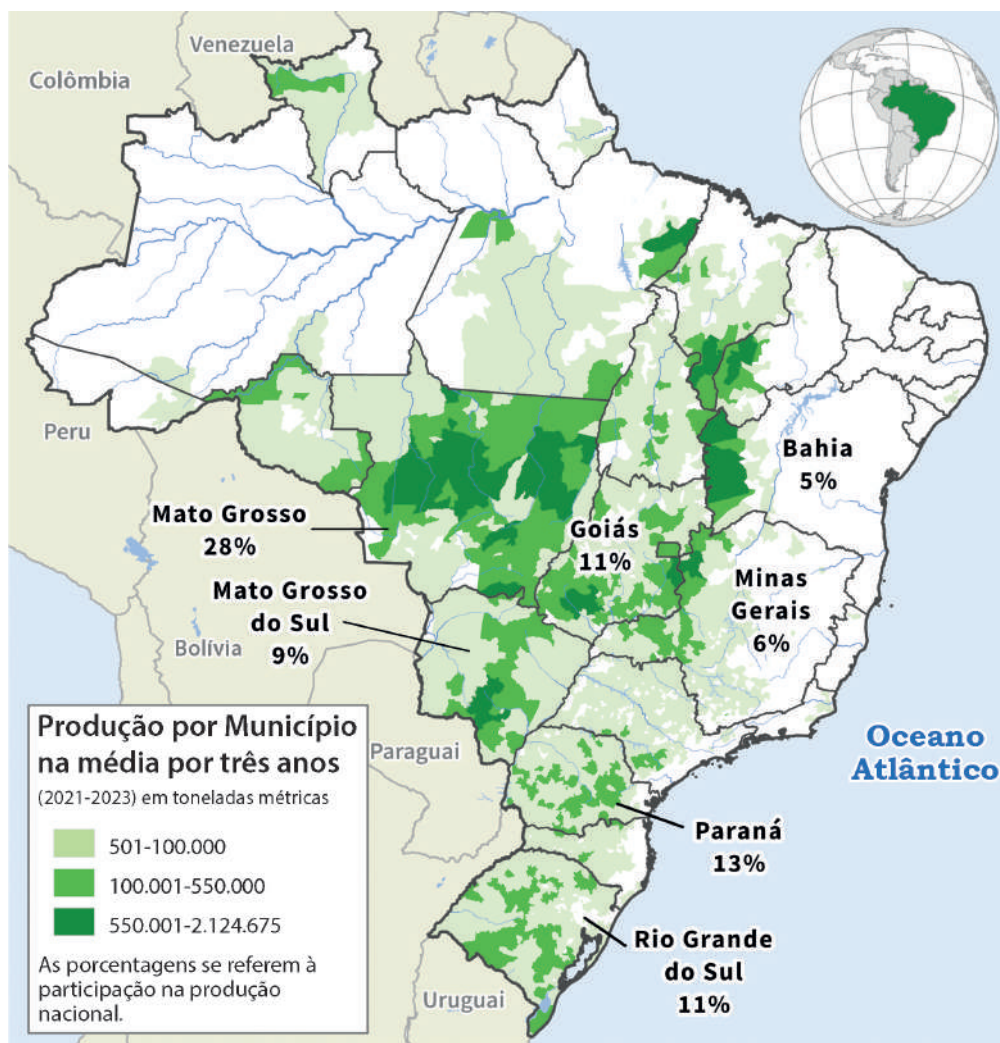 Venezuela
Colômbia
Peru
Bahia
5%
Mato Grosso
28%
Goiás
11%
Minas
Gerais
6%
Mato Grosso
do Sul
9%
Bolívia
Produção por Município
na média por três anos
(2021-2023) em toneladas métricas
501-100.000
100.001-550.000
550.001-2.124.675
As porcentagens se referem à
participação na produção
nacional.
Paraguai
Oceano
Atlântico
Paraná
13%
Rio Grande
do Sul
11%
Uruguai